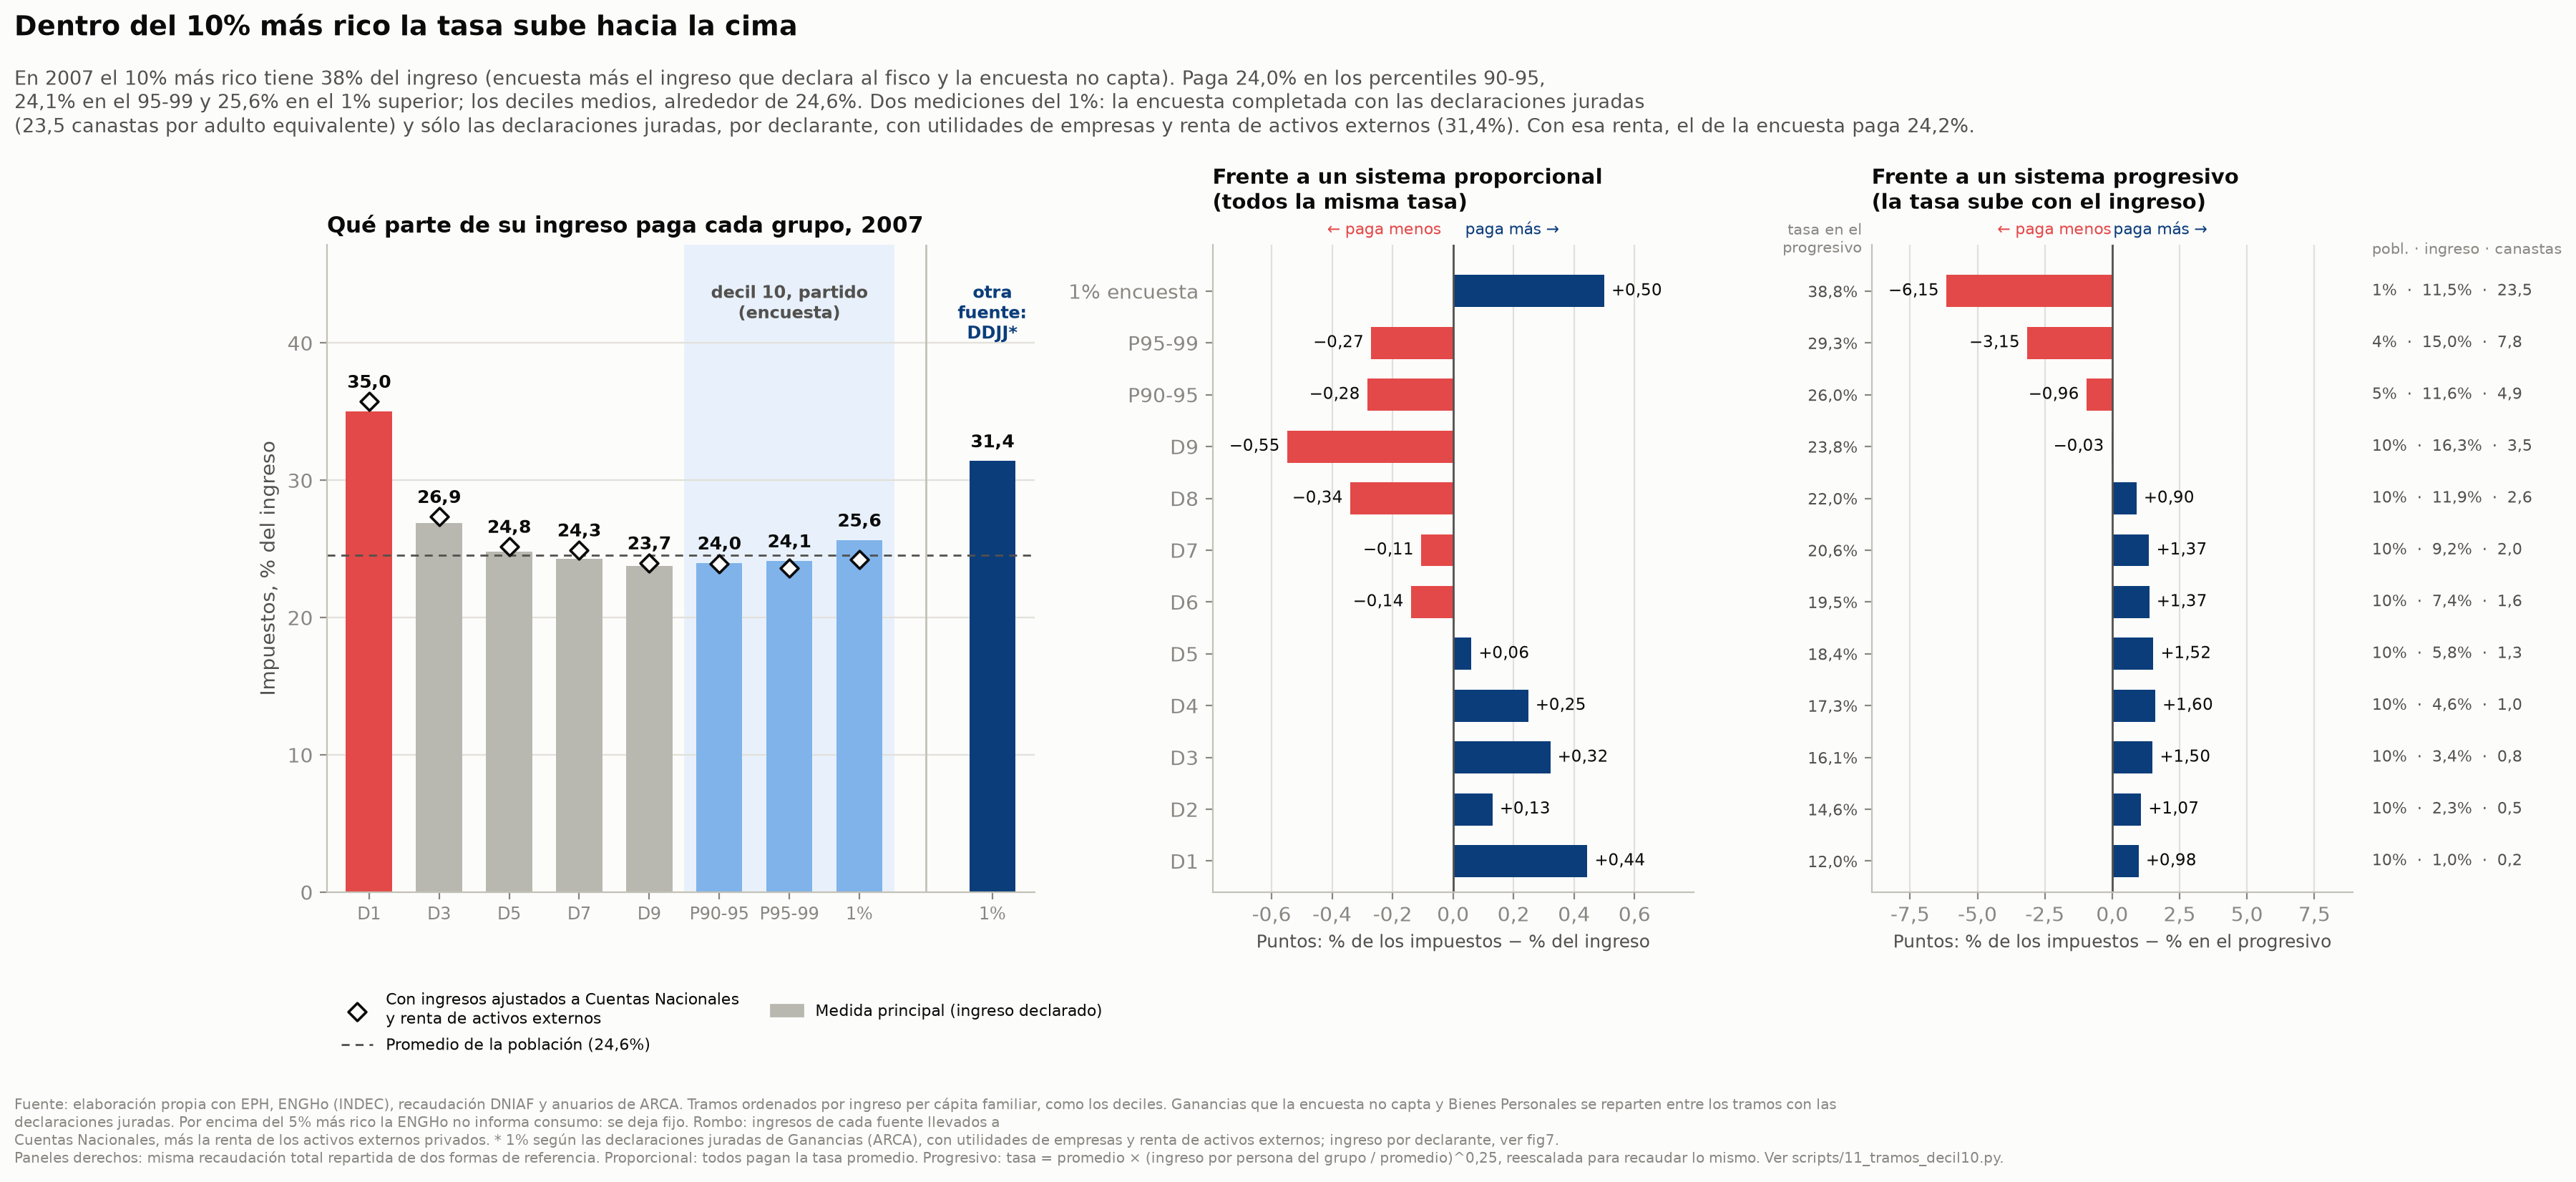 Dentro del 10% más rico la tasa sube hacia la cima
En 2007 el 10% más rico tiene 38% del ingreso (encuesta más el ingreso que declara al fisco y la encuesta no capta). Paga 24,0% en los percentiles 90-95,
24,1% en el 95-99 y 25,6% en el 1% superior; los deciles medios, alrededor de 24,6%. Dos mediciones del 1%: la encuesta completada con las declaraciones juradas
(23,5 canastas por adulto equivalente) y sólo las declaraciones juradas, por declarante, con utilidades de empresas y renta de activos externos (31,4%). Con esa renta, el de la encuesta paga 24,2%.
Qué parte de su ingreso paga cada grupo, 2007
decil 10, partido
(encuesta)
otra
fuente:
DDJJ*
Impuestos, % del ingreso
40
30
20
10
0
35,0
26,9
24,8
24,3
23,7
24,0
24,1
25,6
31,4
D1
D3
D5
D7
D9
P90-95
P95-99
1%
1%
Con ingresos ajustados a Cuentas Nacionales
y renta de activos externos
Promedio de la población (24,6%)
Medida principal (ingreso declarado)
Frente a un sistema proporcional
(todos la misma tasa)
← paga menos
paga más →
1% encuesta
+0,50
P95-99
−0,27
P90-95
−0,28
D9
−0,55
D8
−0,34
D7
−0,11
D6
−0,14
D5
+0,06
D4
+0,25
D3
+0,32
D2
+0,13
D1
+0,44
-0,6
-0,4
-0,2
0,0
0,2
0,4
0,6
Puntos: % de los impuestos − % del ingreso
Frente a un sistema progresivo
(la tasa sube con el ingreso)
tasa en el
progresivo
← paga menos
paga más →
pobl. · ingreso · canastas
38,8%
−6,15
1% · 11,5% · 23,5
29,3%
−3,15
4% · 15,0% · 7,8
26,0%
−0,96
5% · 11,6% · 4,9
23,8%
−0,03
10% · 16,3% · 3,5
22,0%
+0,90
10% · 11,9% · 2,6
20,6%
+1,37
10% · 9,2% · 2,0
19,5%
+1,37
10% · 7,4% · 1,6
18,4%
+1,52
10% · 5,8% · 1,3
17,3%
+1,60
10% · 4,6% · 1,0
16,1%
+1,50
10% · 3,4% · 0,8
14,6%
+1,07
10% · 2,3% · 0,5
12,0%
+0,98
10% · 1,0% · 0,2
-7,5
-5,0
-2,5
0,0
2,5
5,0
7,5
Puntos: % de los impuestos − % en el progresivo
Fuente: elaboración propia con EPH, ENGHo (INDEC), recaudación DNIAF y anuarios de ARCA. Tramos ordenados por ingreso per cápita familiar, como los deciles. Ganancias que la encuesta no capta y Bienes Personales se reparten entre los tramos con las
declaraciones juradas. Por encima del 5% más rico la ENGHo no informa consumo: se deja fijo. Rombo: ingresos de cada fuente llevados a
Cuentas Nacionales, más la renta de los activos externos privados. * 1% según las declaraciones juradas de Ganancias (ARCA), con utilidades de empresas y renta de activos externos; ingreso por declarante, ver fig7.
Paneles derechos: misma recaudación total repartida de dos formas de referencia. Proporcional: todos pagan la tasa promedio. Progresivo: tasa = promedio × (ingreso por persona del grupo / promedio)^0,25, reescalada para recaudar lo mismo. Ver scripts/11_tramos_decil10.py.